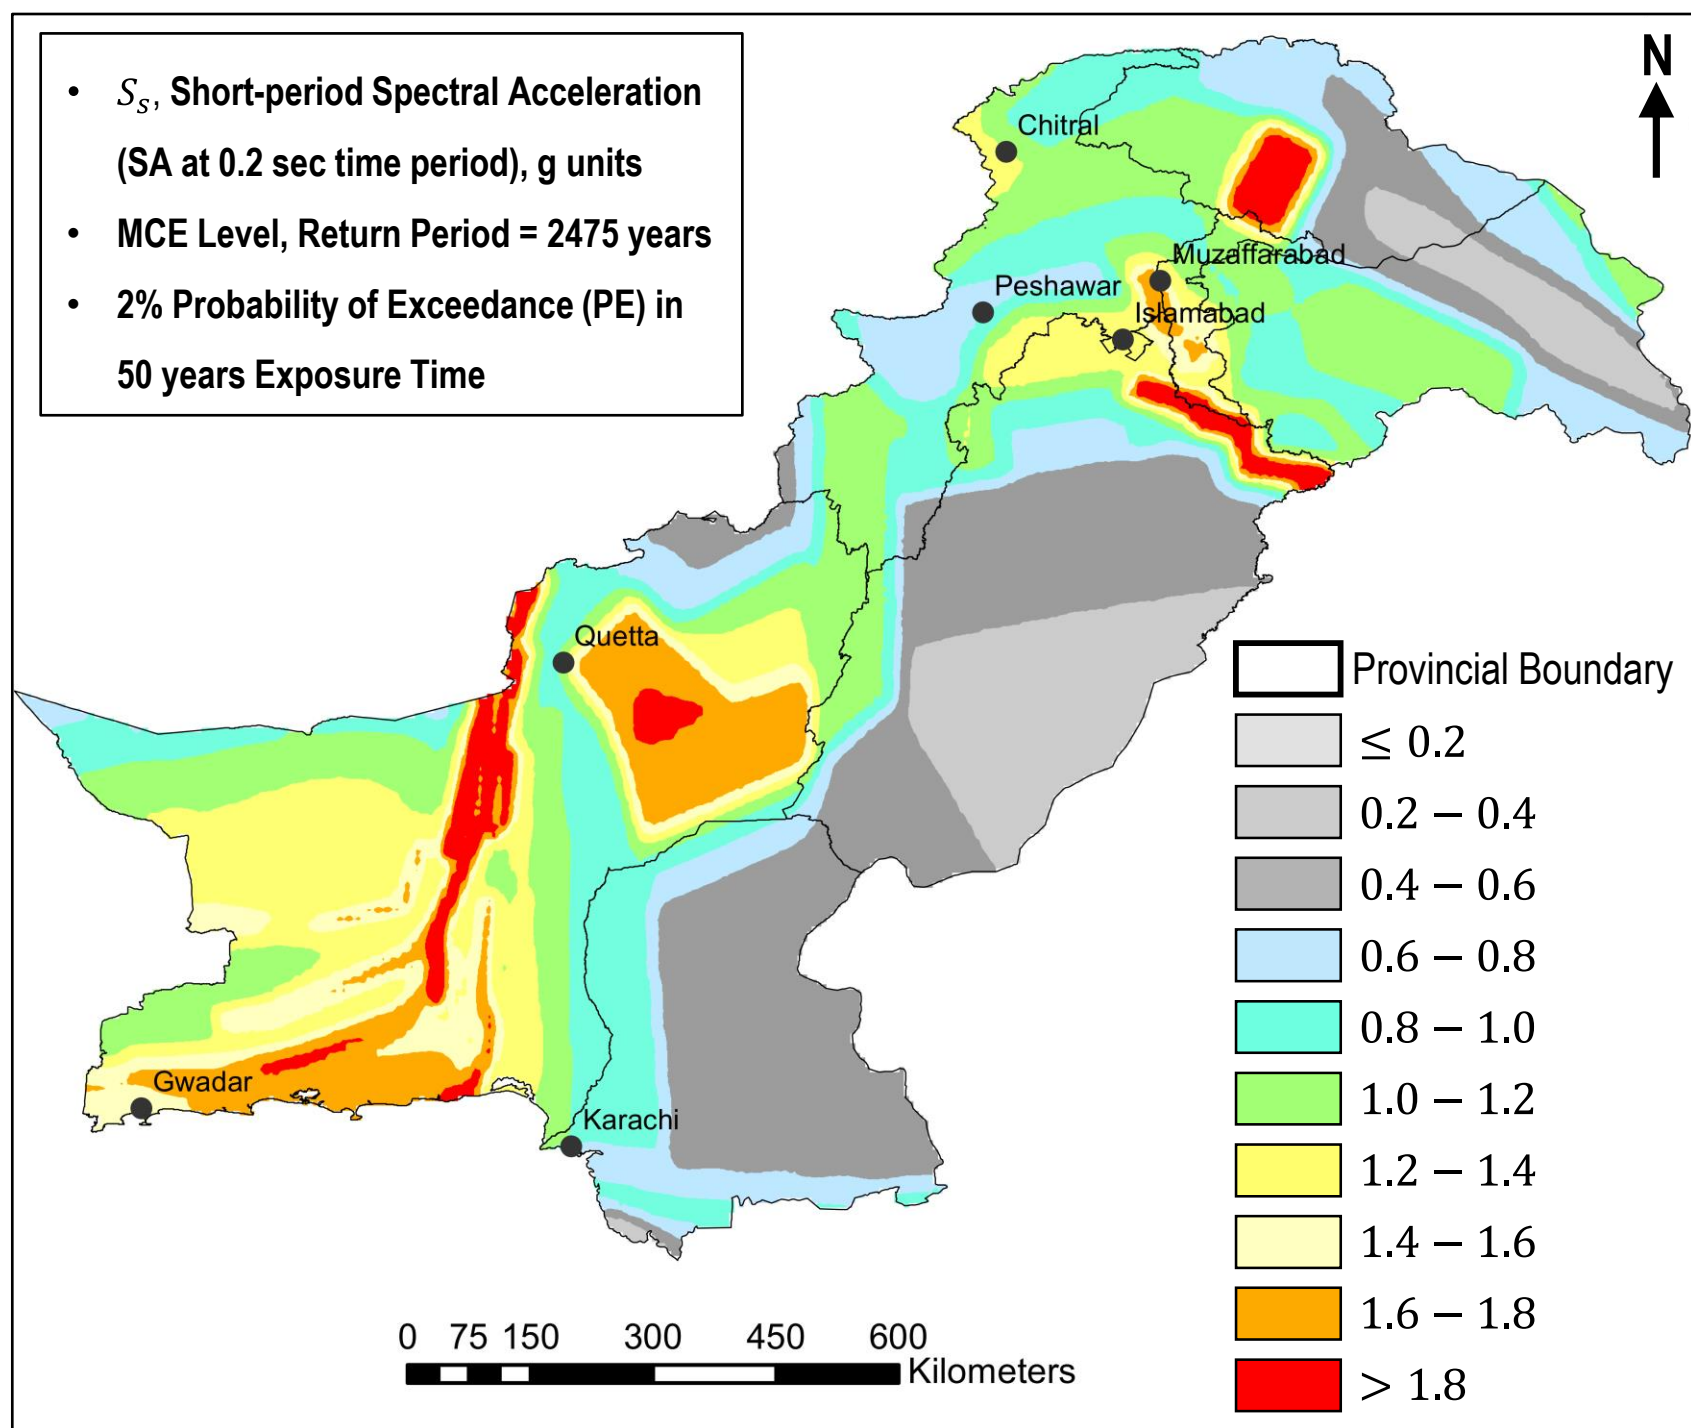 • S_s, Short-period Spectral Acceleration
(SA at 0.2 sec time period), g units
• MCE Level, Return Period = 2475 years
• 2% Probability of Exceedance (PE) in
50 years Exposure Time
N
Chitral
Muzaffarabad
Peshawar
Islamabad
Quetta
Gwadar
Karachi
Provincial Boundary
≤ 0.2
0.2 – 0.4
0.4 – 0.6
0.6 – 0.8
0.8 – 1.0
1.0 – 1.2
1.2 – 1.4
1.4 – 1.6
1.6 – 1.8
> 1.8
0 75 150 300 450 600
Kilometers